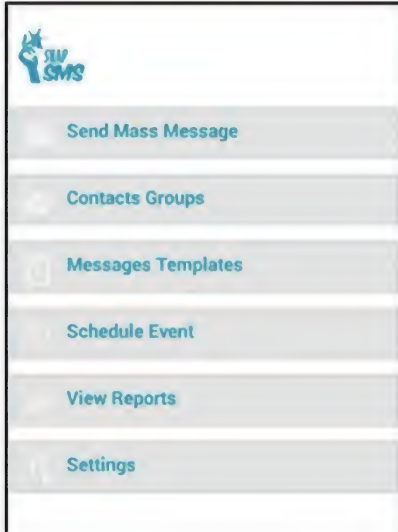 SMS
Send Mass Message
Contacts Groups
Messages Templates
Schedule Event
View Reports
Settings